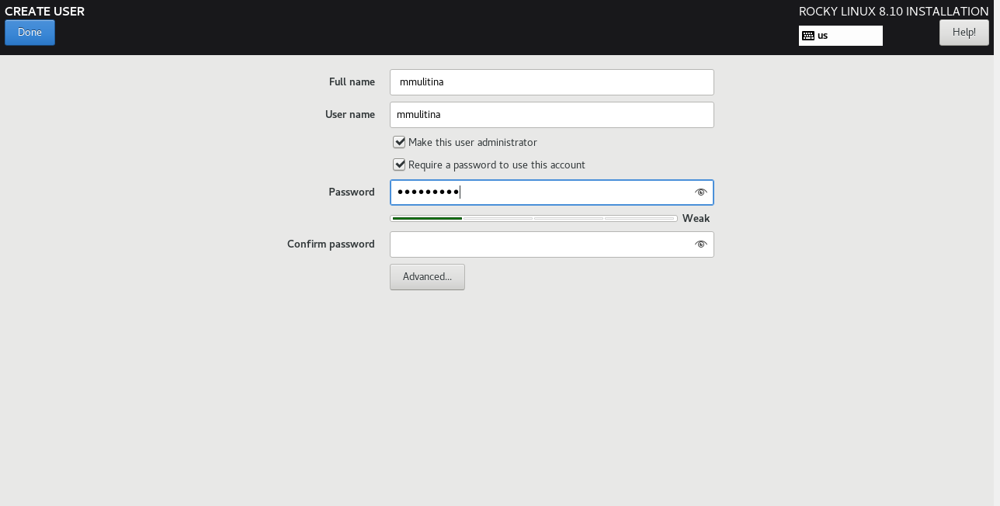 CREATE USER
ROCKY LINUX 8.10 INSTALLATION
Done
us
Help!
Full name
mmulitina
User name
mmulitina
Make this user administrator
Require a password to use this account
Password
●●●●●●●●●
Weak
Confirm password
Advanced...